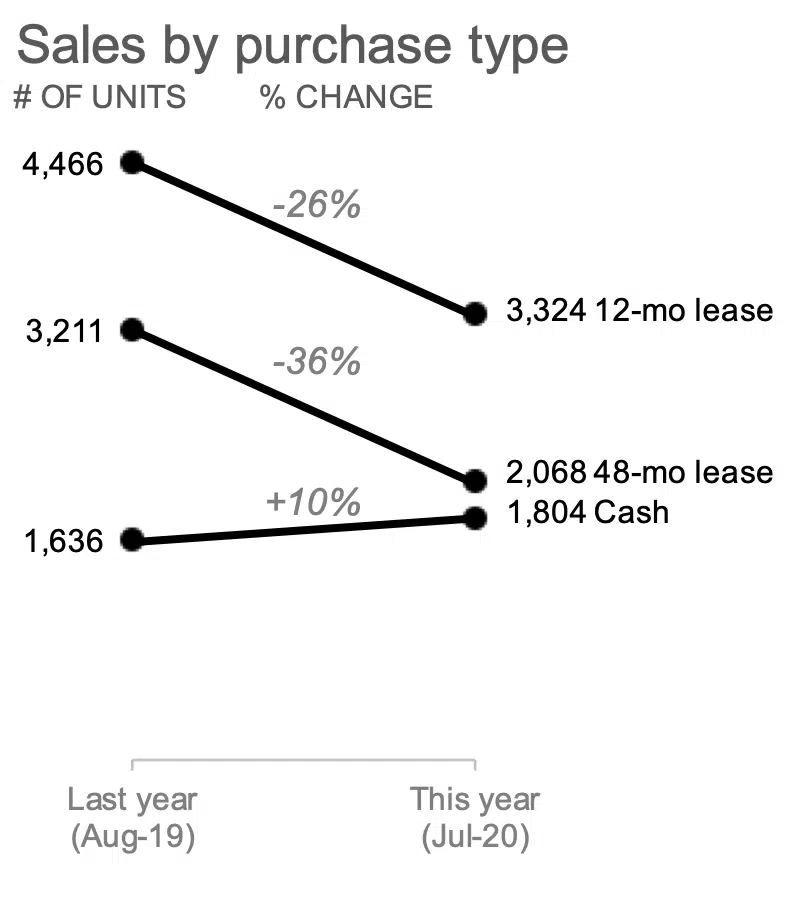 Sales by purchase type
# OF UNITS % CHANGE
4,466
-26%
3,324 12-mo lease
3,211
-36%
2,068 48-mo lease
+10%
1,804 Cash
1,636
Last year This year
(Aug-19) (Jul-20)